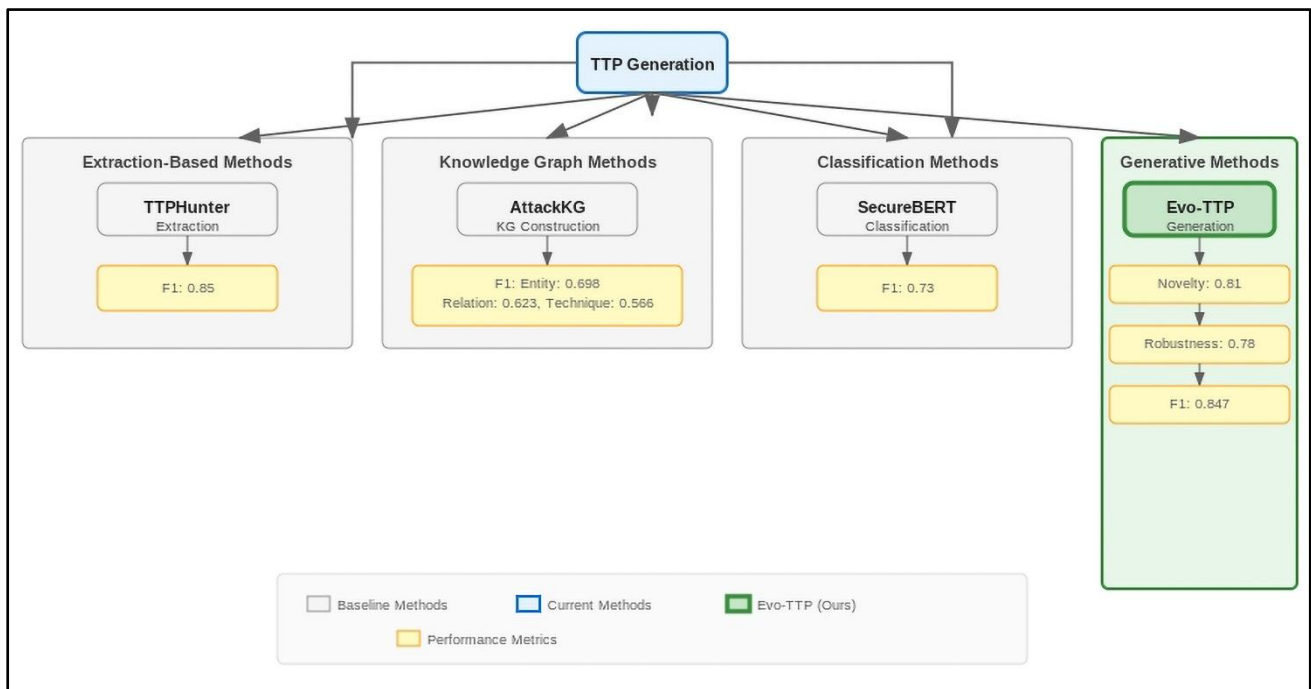 TTP Generation
Extraction-Based Methods
TTPHunter
Extraction
F1: 0.85
Knowledge Graph Methods
AttackKG
KG Construction
F1: Entity: 0.698
Relation: 0.623, Technique: 0.566
Classification Methods
SecureBERT
Classification
F1: 0.73
Generative Methods
Evo-TTP
Generation
Novelty: 0.81
Robustness: 0.78
F1: 0.847
Baseline Methods
Current Methods
Evo-TTP (Ours)
Performance Metrics